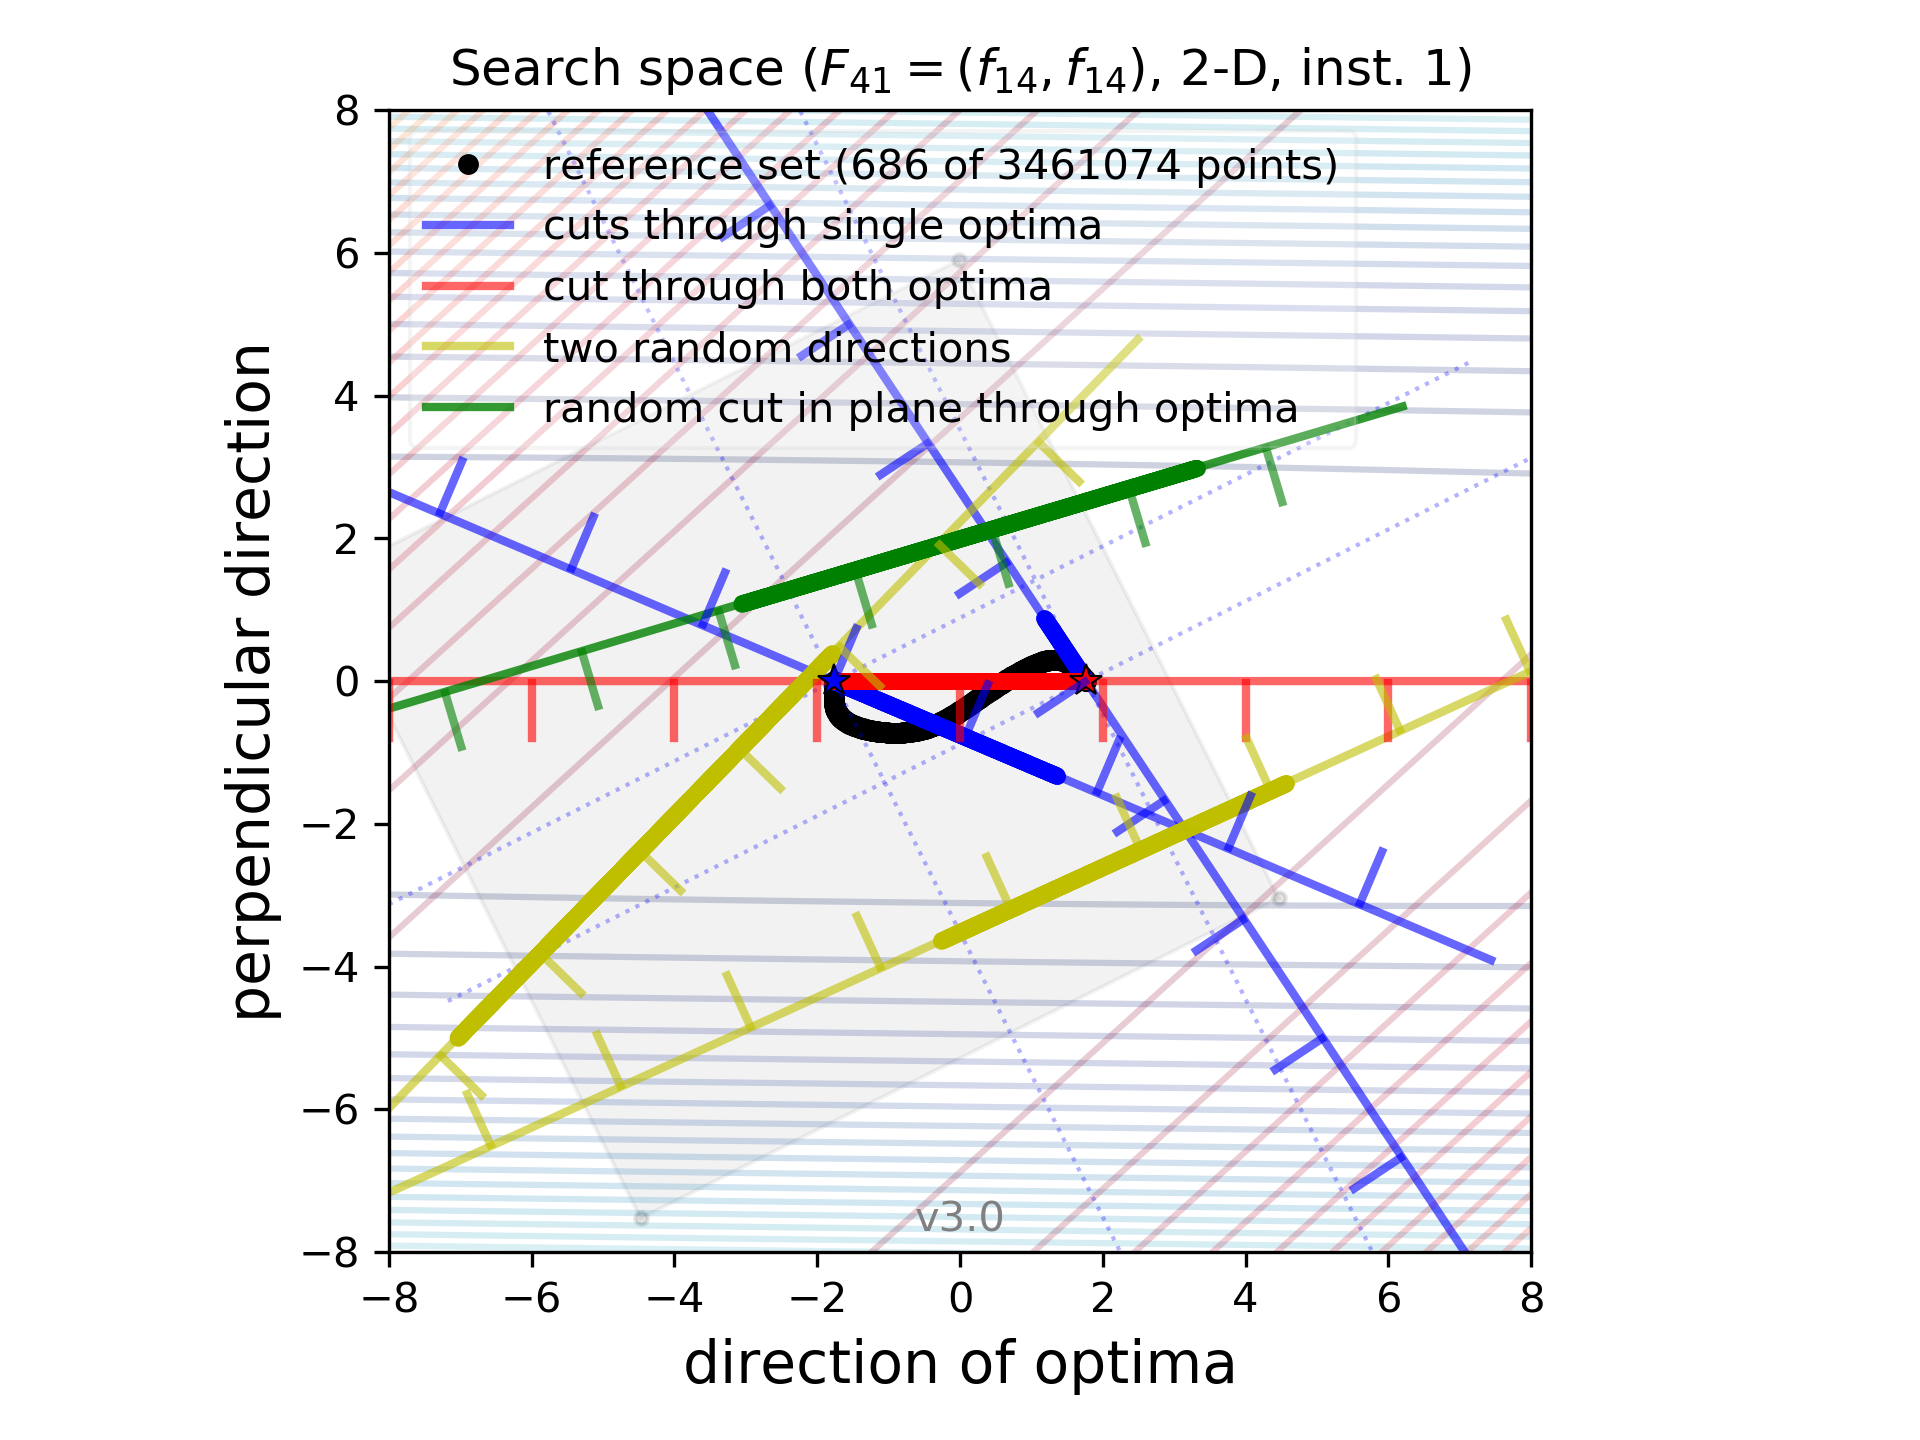 Search space (F41 = (f14, f14), 2-D, inst. 1)
reference set (686 of 3461074 points)
cuts through single optima
cut through both optima
two random directions
random cut in plane through optima
perpendicular direction
8
6
4
2
0
−2
−4
−6
−8
v3.0
−8 −6 −4 −2 0 2 4 6 8
direction of optima